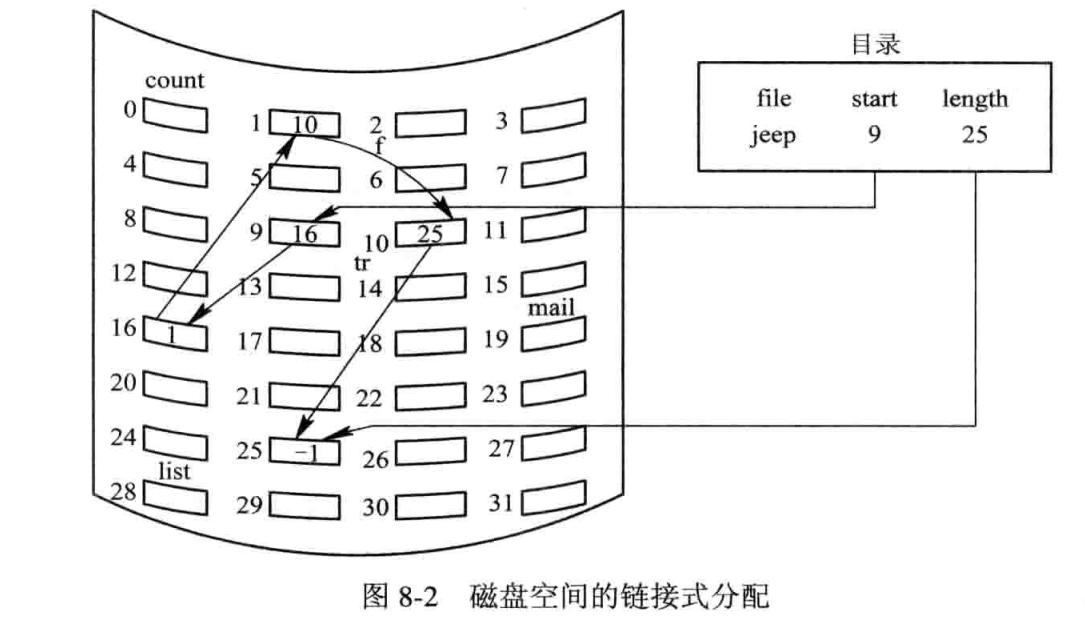 目录
file start length
jeep 9 25
count
0 1 10 2 3
f
4 5 6 7
8 9 16 10 25 11
tr
12 13 14 15
mail
16 1 17 18 19
20 21 22 23
24 25 -1 26 27
list
28 29 30 31
图 8-2 磁盘空间的链接式分配